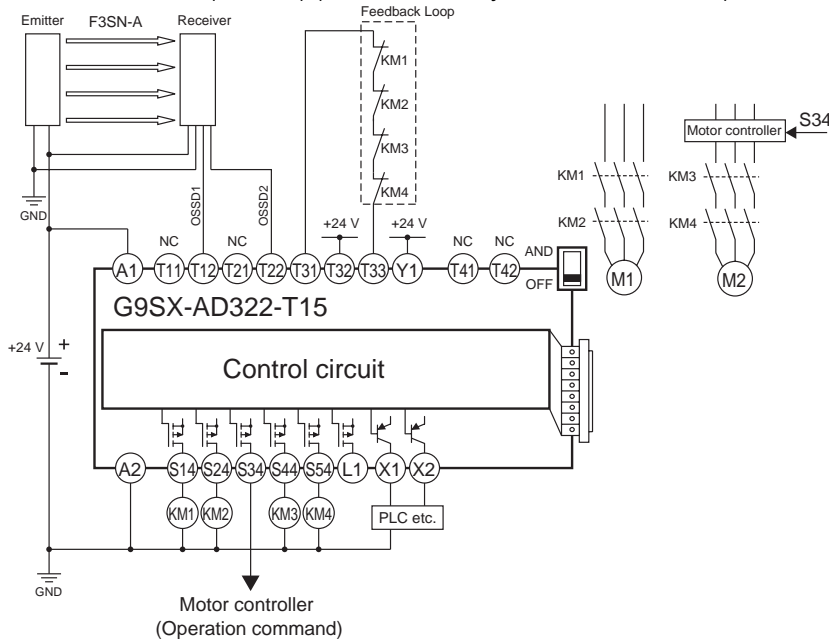 Feedback Loop
Emitter F3SN-A Receiver
KM1
KM2
KM3
KM4
Motor controller
S34
KM1
KM3
KM2
KM4
M1
M2
GND
OSSD1
OSSD2
+24 V
+24 V
NC
NC
NC
NC
AND
OFF
A1 T11 T12 T21 T22 T31 T32 T33 Y1 T41 T42
G9SX-AD322-T15
+24 V
+
-
Control circuit
A2 S14 S24 S34 S44 S54 L1 X1 X2
KM1 KM2 KM3 KM4
PLC etc.
GND
Motor controller
(Operation command)